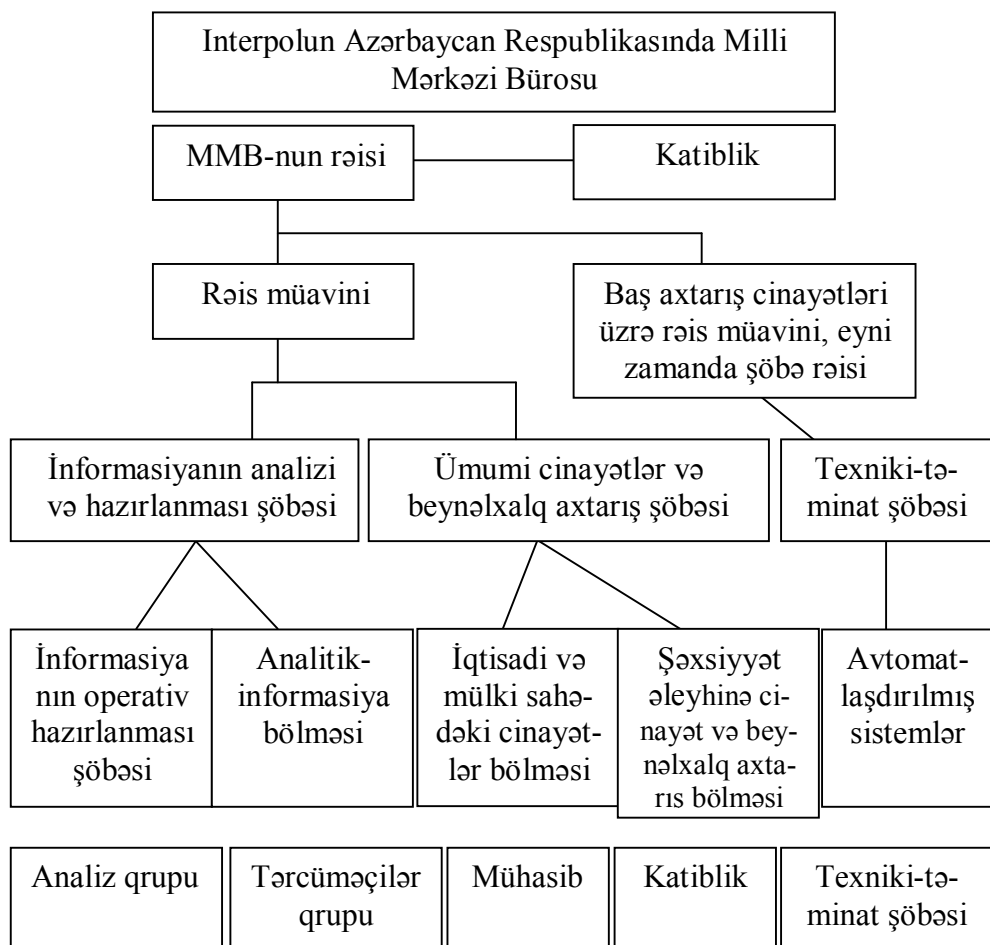 Interpolun Azərbaycan Respublikasında Milli
Mərkəzi Bürosu
MMB-nun rəisi
Katiblik
Rəis müavini
Baş axtarış cinayətləri
üzrə rəis müavini, eyni
zamanda şöbə rəisi
İnformasiyanın analizi
və hazırlanması şöbəsi
Ümumi cinayətlər və
beynəlxalq axtarış şöbəsi
Texniki-tə-
minat şöbəsi
İnformasiya
nın operativ
hazırlanması
şöbəsi
Analitik-
informasiya
bölməsi
İqtisadi və
mülki sahə-
dəki cinayət-
lər bölməsi
Şəxsiyyət
əleyhinə ci-
nayət və bey-
nəlxalq axta-
rıs bölməsi
Avtomat-
laşdırılmış
sistemlər
Analiz qrupu
Tərcüməçilər
qrupu
Mühasib
Katiblik
Texniki-tə-
minat şöbəsi